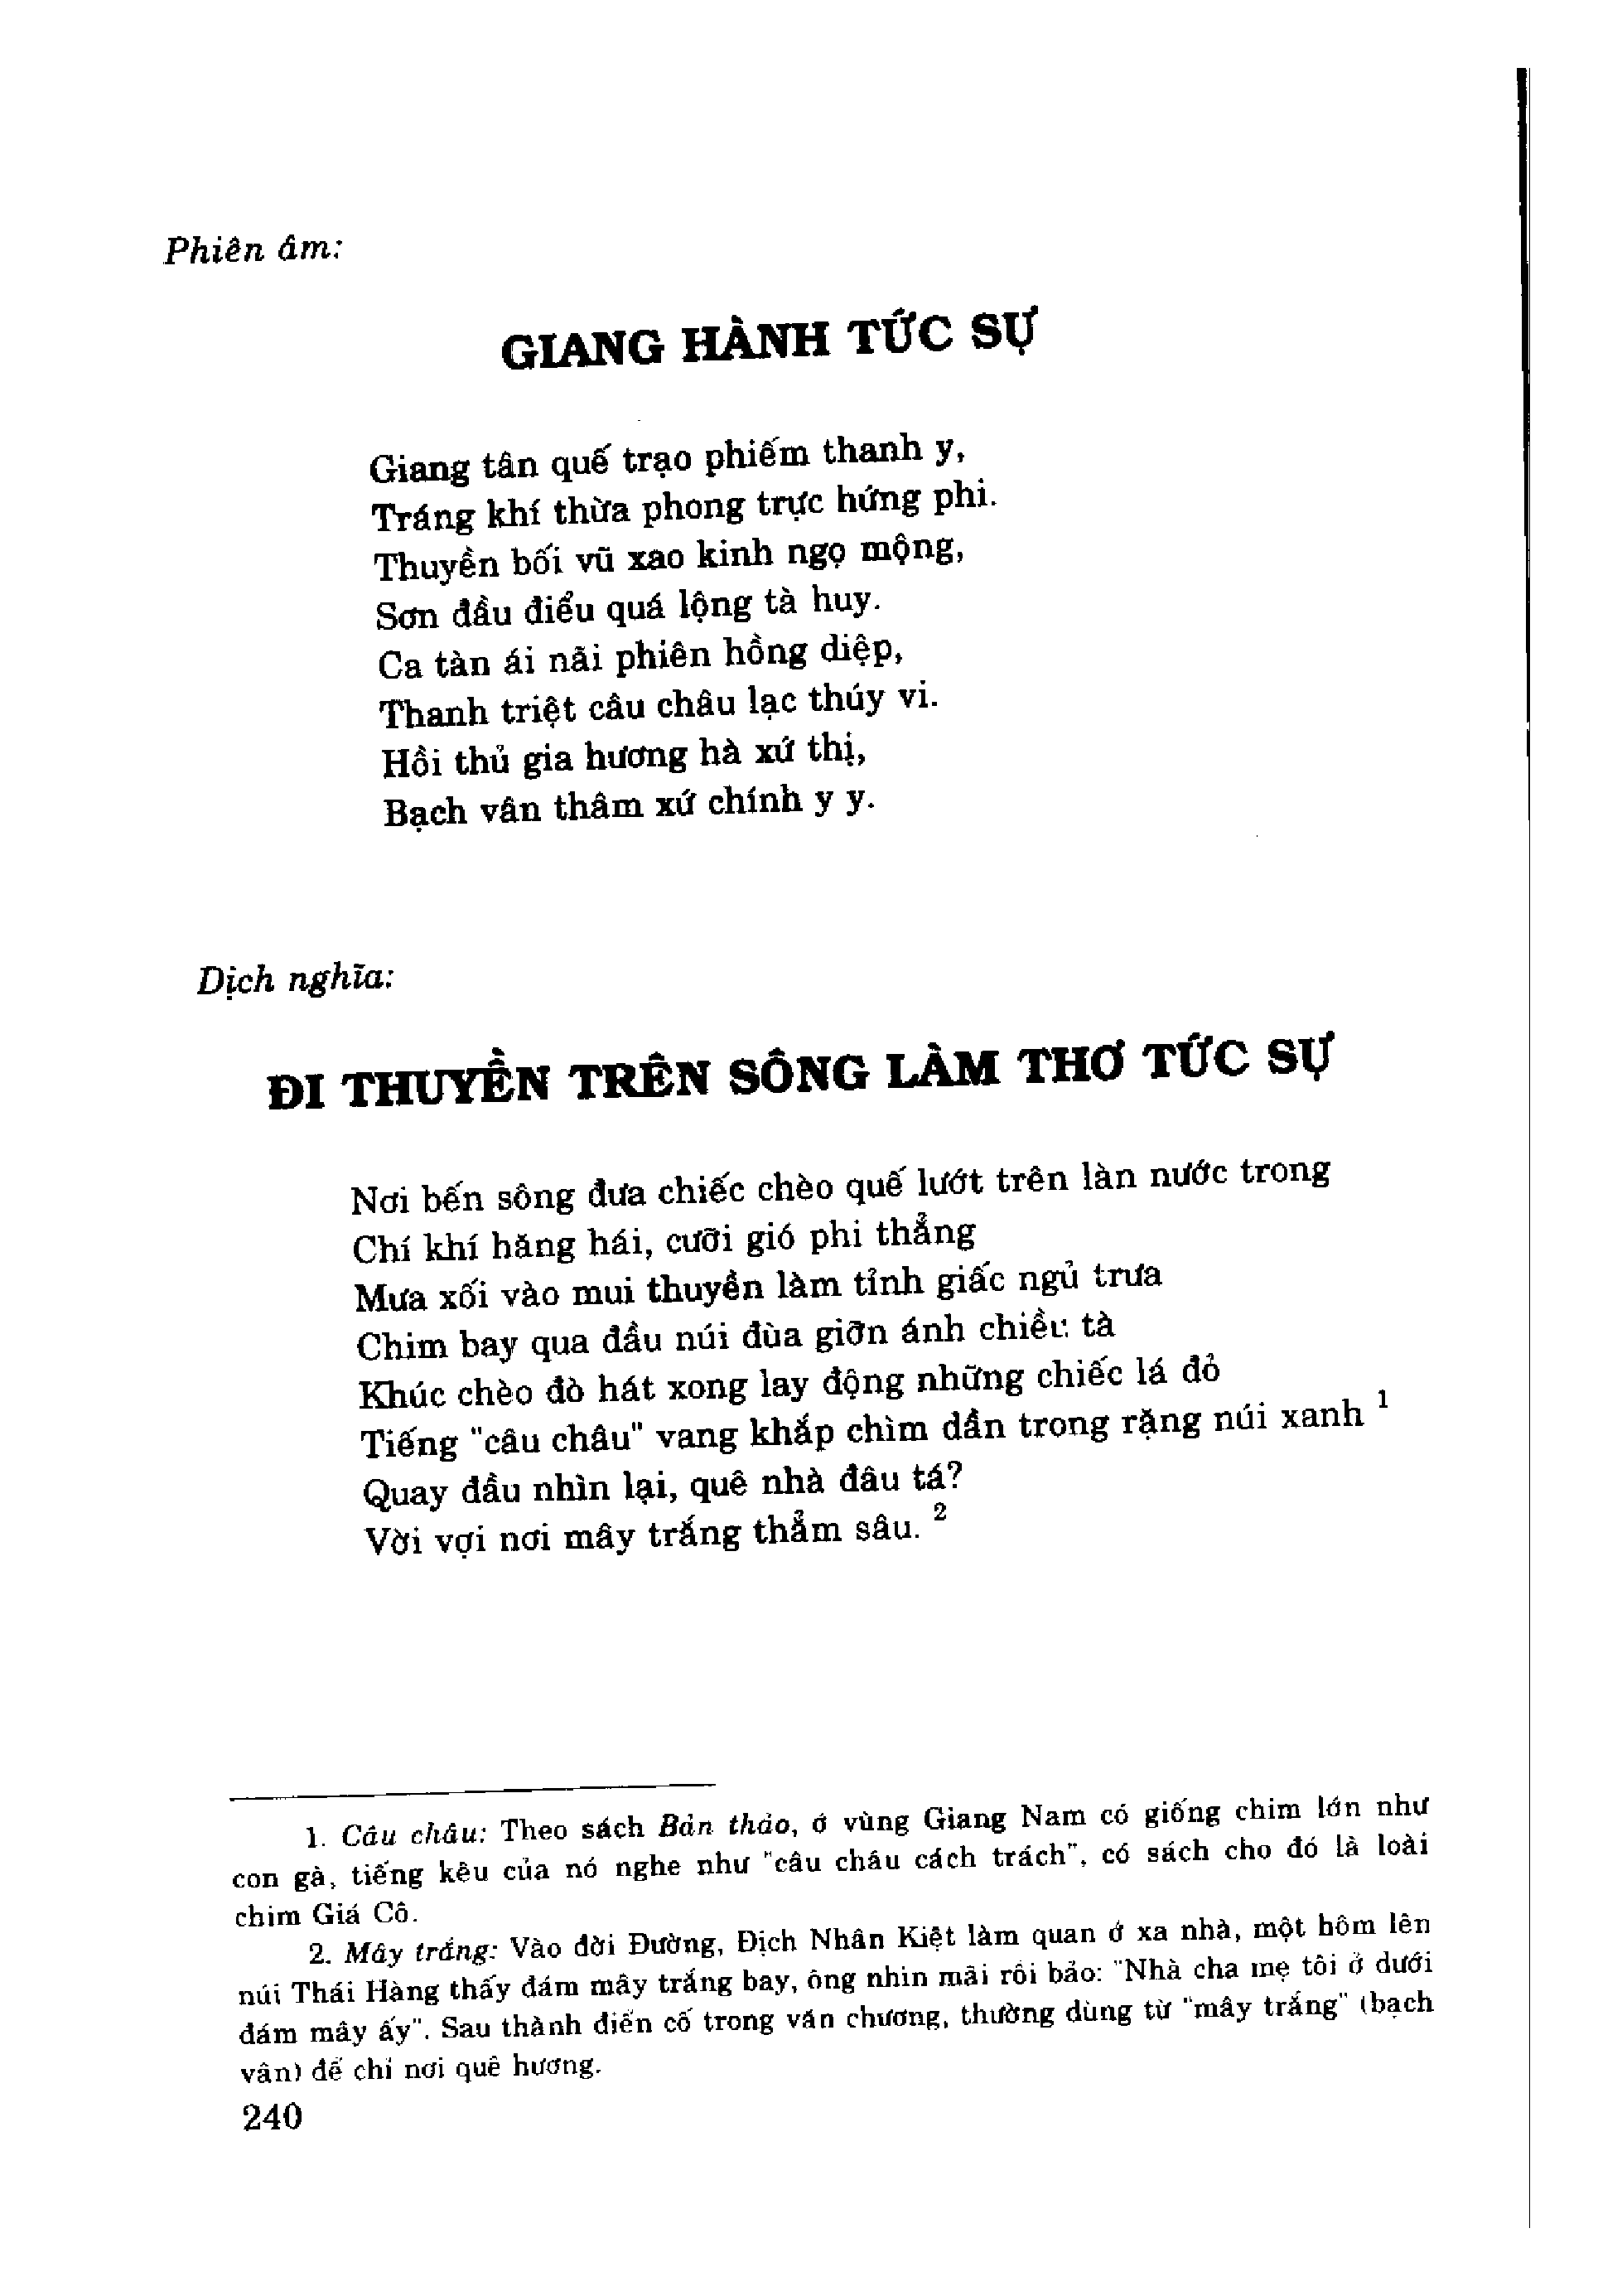 Phiên âm:
GIANG HÀNH TỨC SỰ
Giang tân quế trạo phiếm thanh y,
Tráng khí thừa phong trực hứng phi.
Thuyền bối vũ xao kinh ngọ mộng,
Sơn đầu điểu quá lộng tà huy.
Ca tàn ái nãi phiên hồng diệp,
Thanh triệt câu châu lạc thúy vi.
Hồi thủ gia hương hà xứ thị,
Bạch vân thâm xứ chính y y.
Dịch nghĩa:
ĐI THUYỀN TRÊN SÔNG LÀM THƠ TỨC SỰ
Nơi bến sông đưa chiếc chèo quế lướt trên làn nước trong
Chí khí hăng hái, cưỡi gió phi thẳng
Mưa xối vào mui thuyền làm tỉnh giấc ngủ trưa
Chim bay qua đầu núi đùa giỡn ánh chiều tà
Khúc chèo đò hát xong lay động những chiếc lá đỏ
Tiếng "câu châu" vang khắp chìm dần trong rặng núi xanh 1
Quay đầu nhìn lại, quê nhà đâu tá?
Vời vợi nơi mây trắng thẳm sâu. 2
1. Câu châu: Theo sách Bản thảo, ở vùng Giang Nam có giống chim lớn như
con gà, tiếng kêu của nó nghe như "câu châu cách trách", có sách cho đó là loài
chim Giá Cô.
2. Mây trắng: Vào đời Đường, Địch Nhân Kiệt làm quan ở xa nhà, một hôm lên
núi Thái Hàng thấy đám mây trắng bay, ông nhìn mãi rồi bảo: "Nhà cha mẹ tôi ở dưới
đám mây ấy". Sau thành điển cố trong văn chương, thường dùng từ "mây trắng" (bạch
vân) để chỉ nơi quê hương.
240